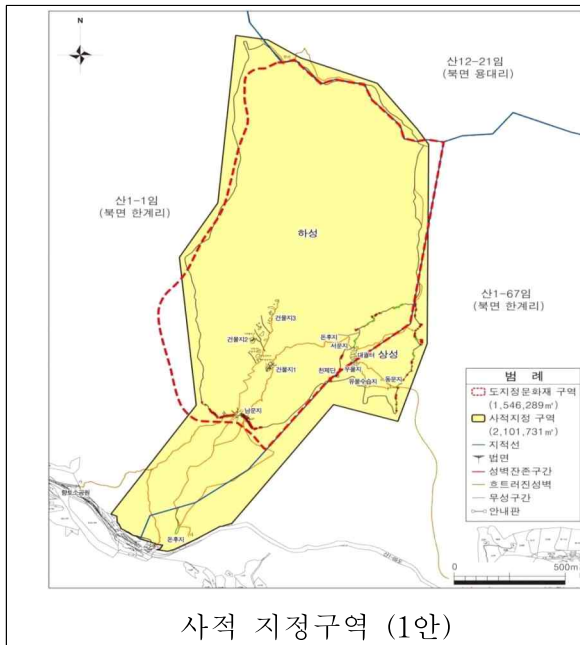 N
산12-21임
(북면 용대리)
산1-1임
(북면 한계리)
하성
산1-67임
(북면 한계리)
건물지3
건물지2
건물지1
돈후지
서문지
대궐터
상성
천제단
우물지
유물수습지
동문지
남문지
돈후지
범 례
도지정문화재 구역
(1,546,289㎡)
사적지정 구역
(2,101,731㎡)
지적선
법면
성벽잔존구간
흐트러진성벽
무성구간
안내판
0
500m
사적 지정구역 (1안)